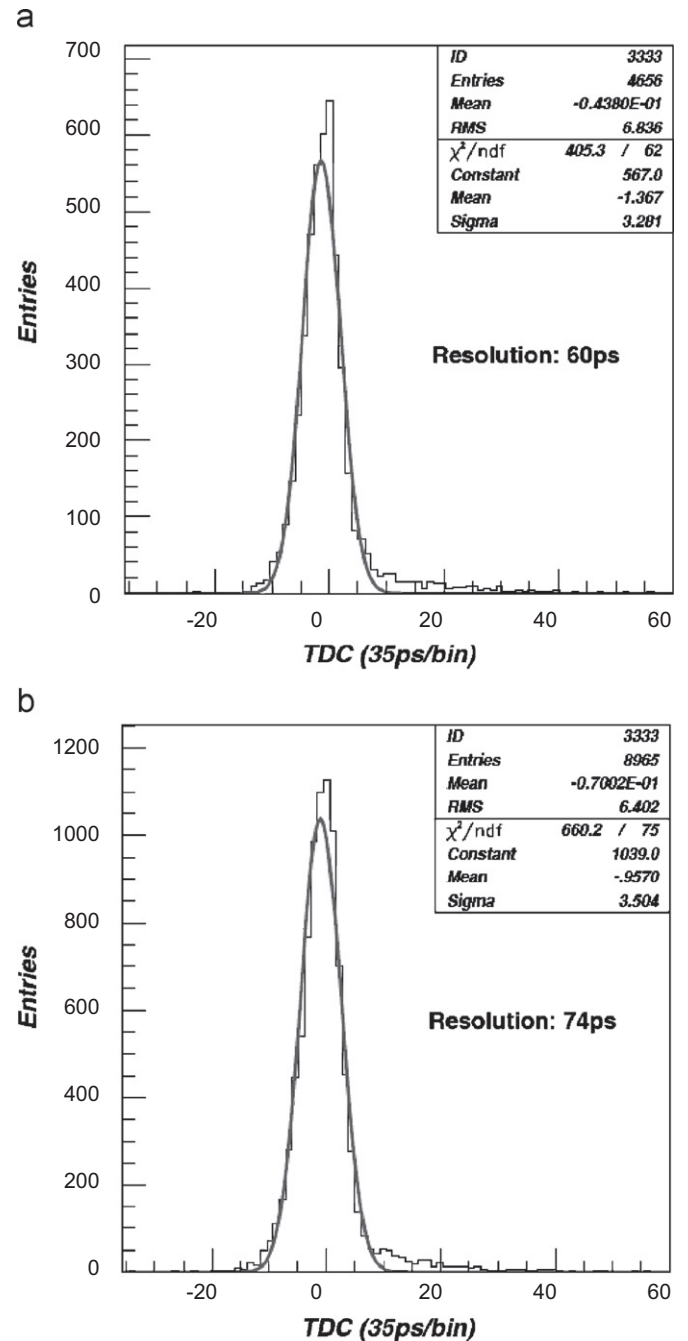 a
700
600
500
400
300
200
100
0
Entries
ID 3333
Entries 4656
Mean -0.4380E-01
RMS 6.836
χ²/ndf 405.3 / 62
Constant 567.0
Mean -1.367
Sigma 3.281
Resolution: 60ps
-20 0 20 40 60
TDC (35ps/bin)
b
1200
1000
800
600
400
200
0
Entries
ID 3333
Entries 8965
Mean -0.7002E-01
RMS 6.402
χ²/ndf 660.2 / 75
Constant 1039.0
Mean -.9570
Sigma 3.504
Resolution: 74ps
-20 0 20 40 60
TDC (35ps/bin)